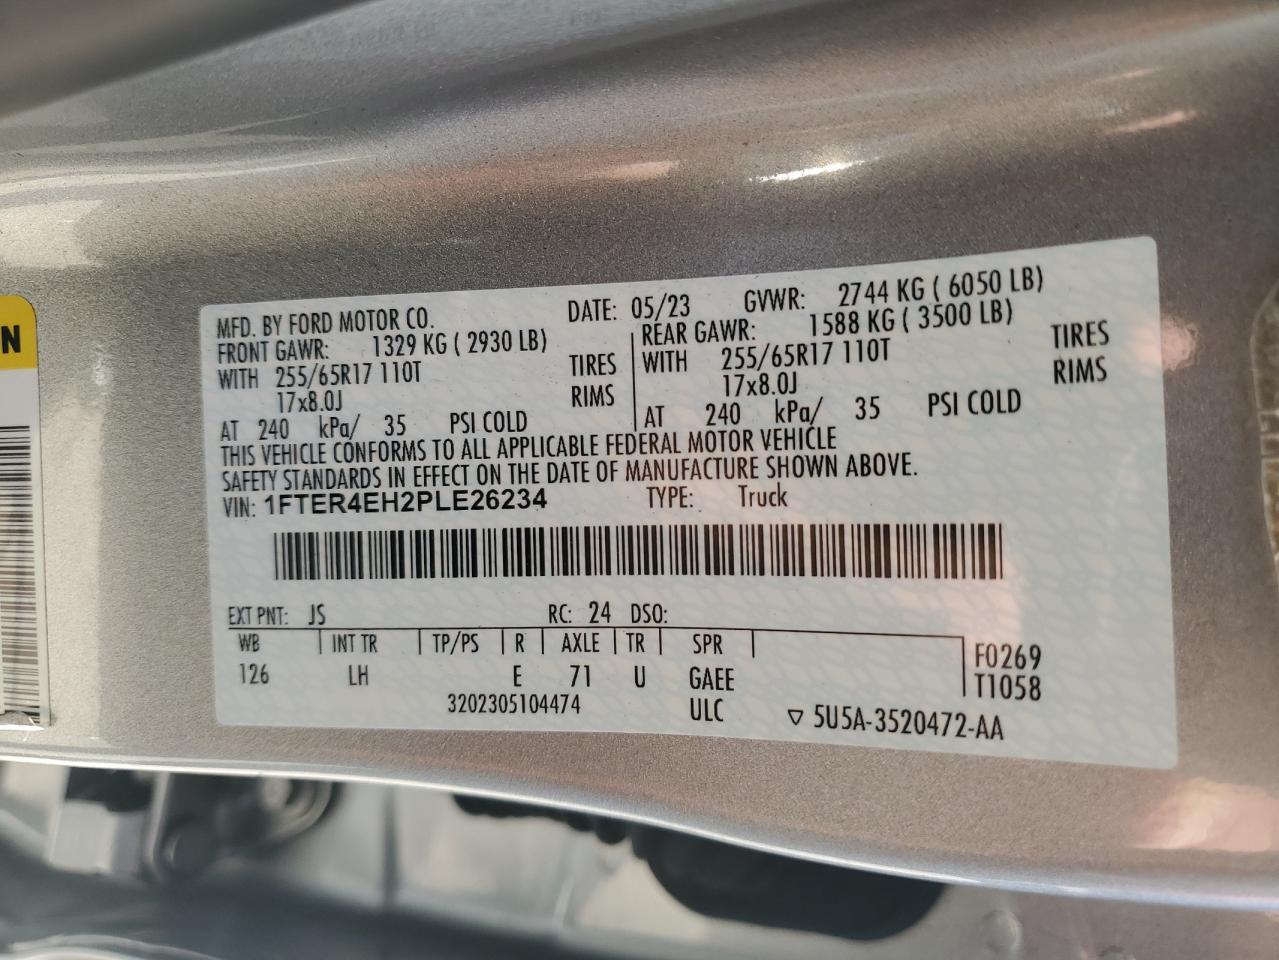 N
MFD. BY FORD MOTOR CO. DATE: 05/23 GVWR: 2744 KG ( 6050 LB)
FRONT GAWR: 1329 KG ( 2930 LB) REAR GAWR: 1588 KG ( 3500 LB)
WITH 255/65R17 110T TIRES WITH 255/65R17 110T TIRES
17x8.0J RIMS 17x8.0J RIMS
AT 240 kPa/ 35 PSI COLD AT 240 kPa/ 35 PSI COLD
THIS VEHICLE CONFORMS TO ALL APPLICABLE FEDERAL MOTOR VEHICLE
SAFETY STANDARDS IN EFFECT ON THE DATE OF MANUFACTURE SHOWN ABOVE.
VIN: 1FTER4EH2PLE26234 TYPE: Truck
EXT PNT: JS RC: 24 DSO:
WB INT TR TP/PS R AXLE TR SPR F0269
126 LH E 71 U GAEE T1058
3202305104474 ULC ▽ 5U5A-3520472-AA